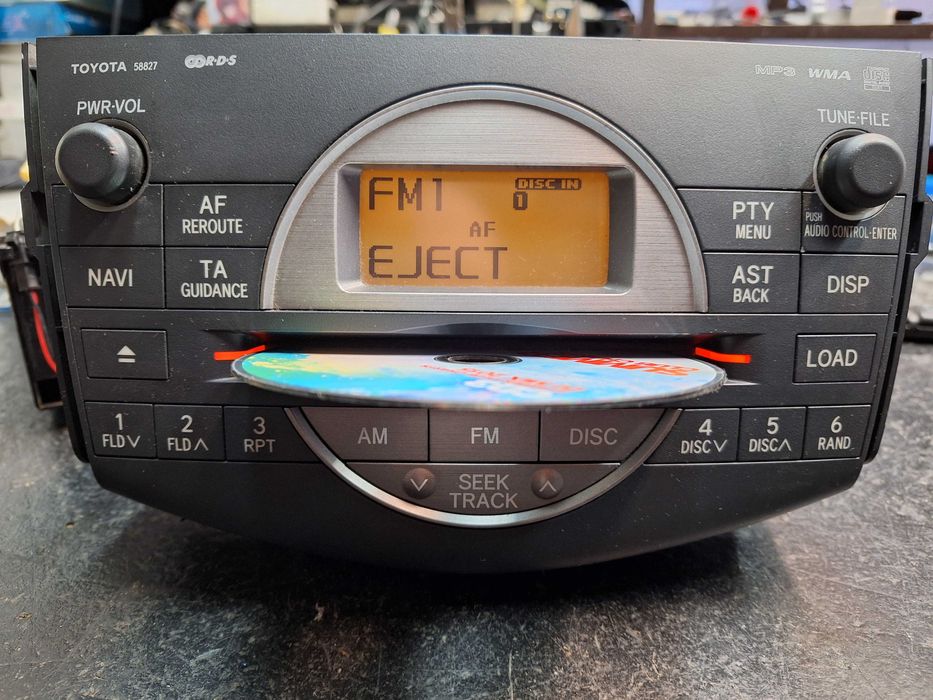 TOYOTA 58827
R·D·S
MP3 WMA
PWR·VOL
TUNE·FILE
FM1
DISC IN
0
AF
EJECT
AF
REROUTE
PTY
MENU
PUSH
AUDIO CONTROL·ENTER
NAVI
TA
GUIDANCE
AST
BACK
DISP
LOAD
1
FLD
2
FLD
3
RPT
AM
FM
DISC
4
DISC
5
DISC
6
RAND
SEEK
TRACK